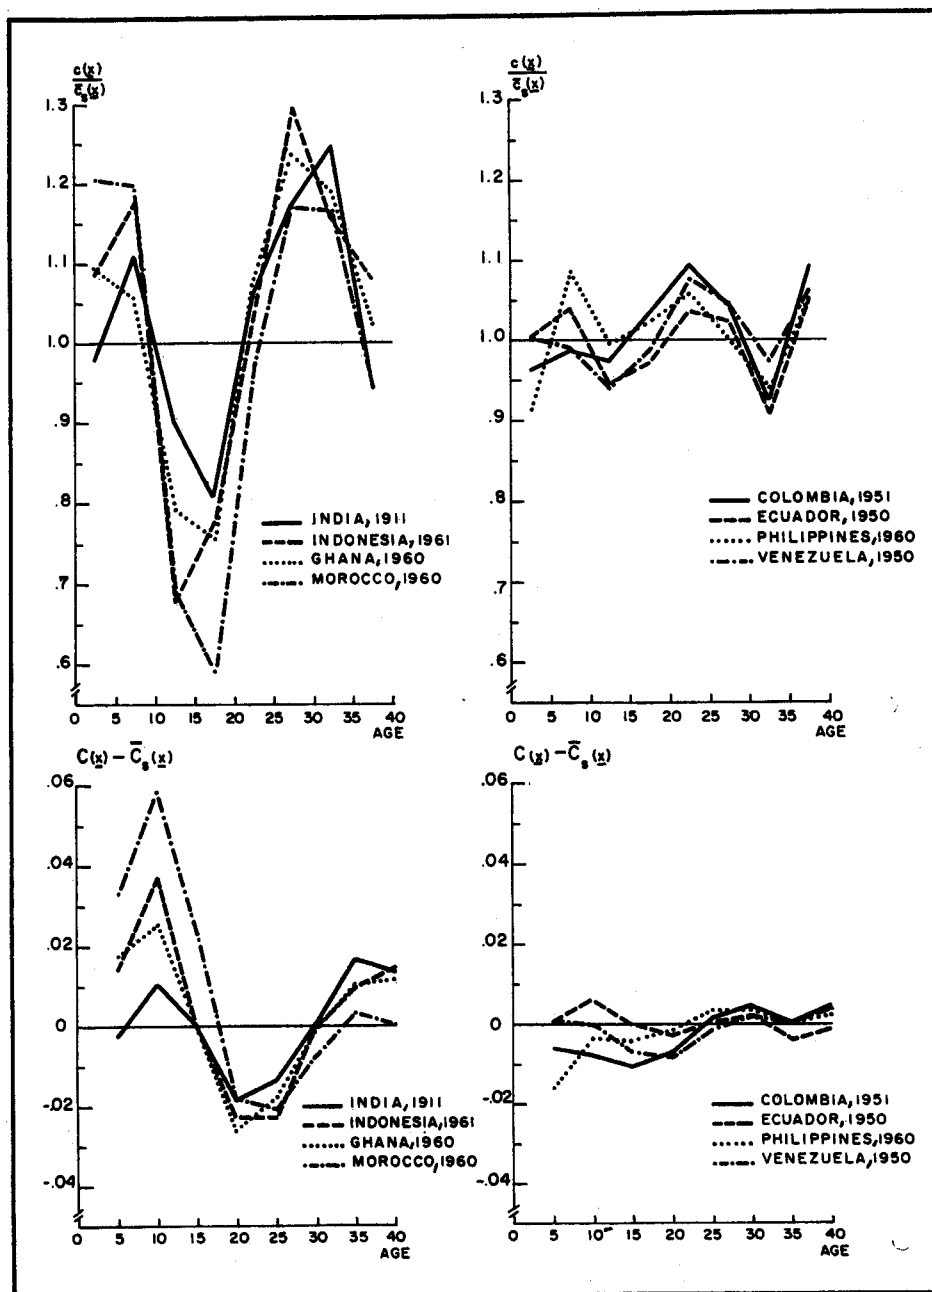 c(x)
c̄s(x)
1.3
1.2
1.1
1.0
.9
.8
.7
.6
0 5 10 15 20 25 30 35 40
AGE
INDIA, 1911
INDONESIA, 1961
GHANA, 1960
MOROCCO, 1960
c(x)
c̄s(x)
1.3
1.2
1.1
1.0
.9
.8
.7
.6
0 5 10 15 20 25 30 35 40
AGE
COLOMBIA, 1951
ECUADOR, 1950
PHILIPPINES, 1960
VENEZUELA, 1950
C(x) – C̄s(x)
.06
.04
.02
0
-.02
-.04
0 5 10 15 20 25 30 35 40
AGE
INDIA, 1911
INDONESIA, 1961
GHANA, 1960
MOROCCO, 1960
C(x) – C̄s(x)
.06
.04
.02
0
-.02
-.04
0 5 10 15 20 25 30 35 40
AGE
COLOMBIA, 1951
ECUADOR, 1950
PHILIPPINES, 1960
VENEZUELA, 1950